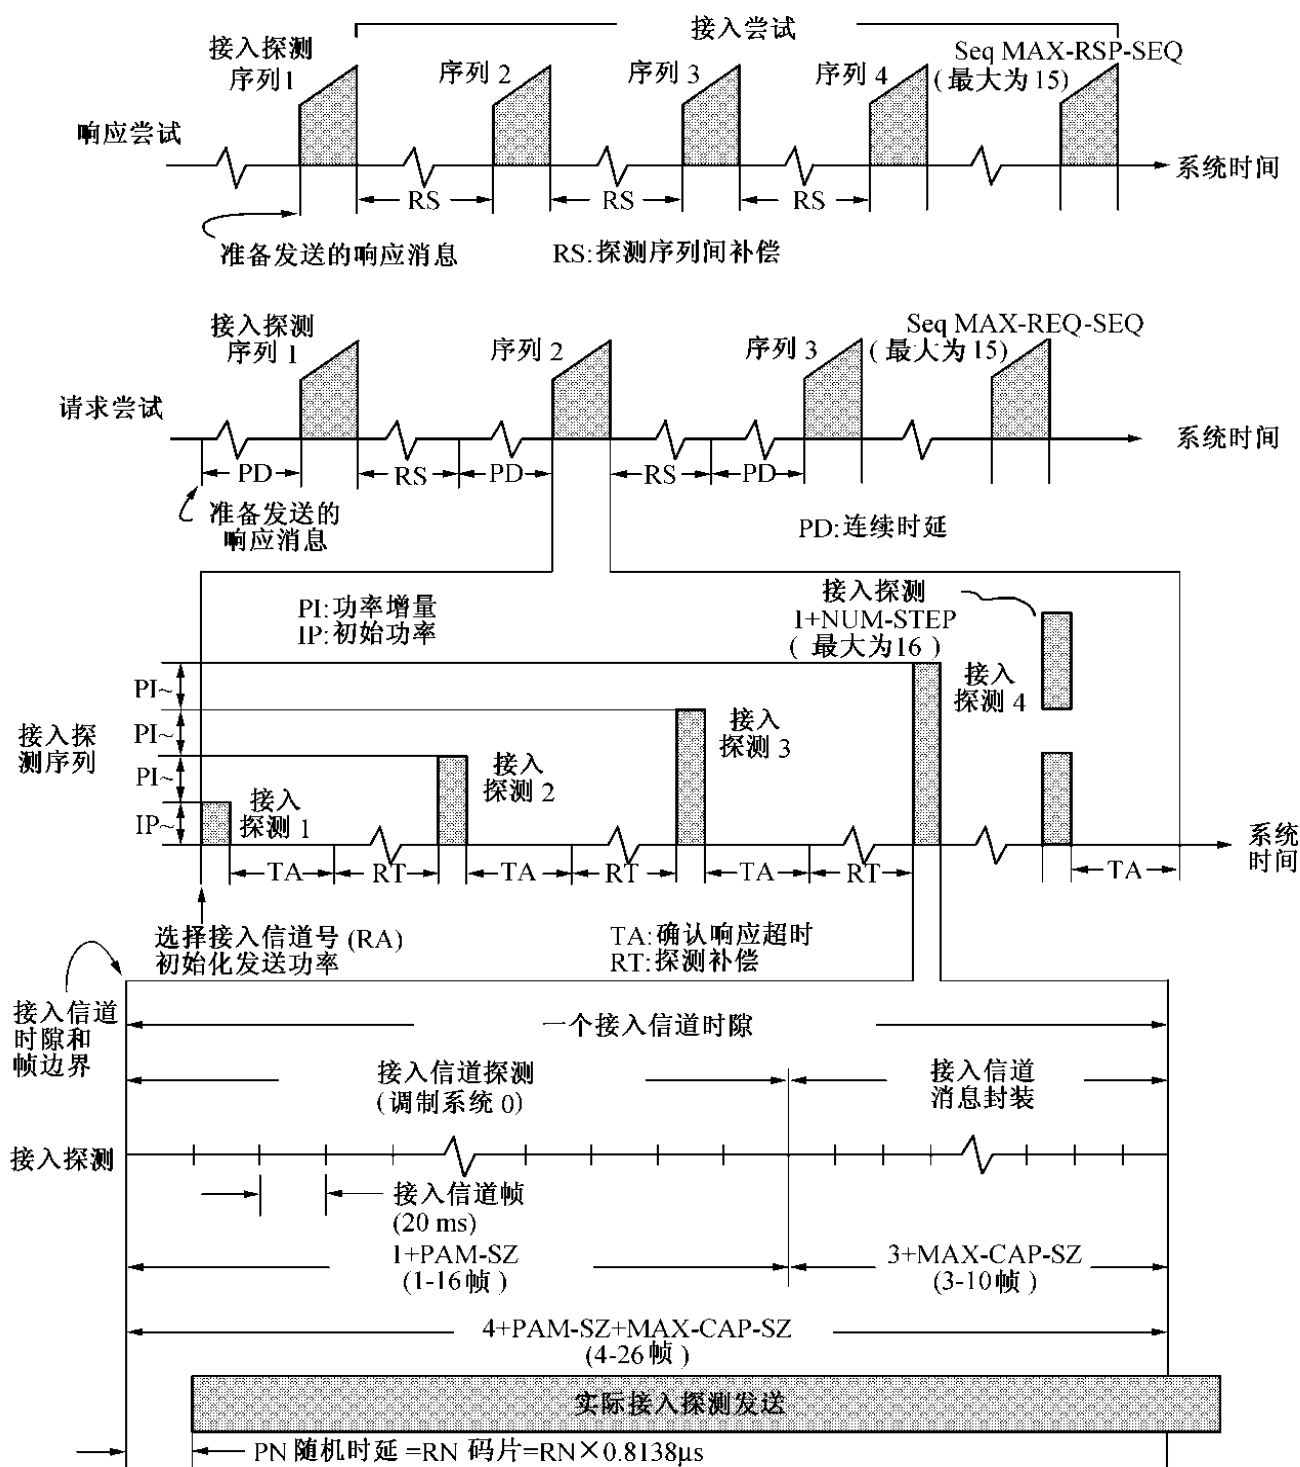 接入尝试
接入探测
序列1
序列 2
序列 3
序列 4
Seq MAX-RSP-SEQ
(最大为15)
响应尝试
系统时间
RS
RS
RS
准备发送的响应消息
RS:探测序列间补偿
接入探测
序列 1
序列 2
序列 3
Seq MAX-REQ-SEQ
(最大为15)
请求尝试
系统时间
PD
RS
PD
RS
PD
准备发送的
响应消息
PD:连续时延
PI:功率增量
IP:初始功率
接入探测
1+NUM-STEP
(最大为16)
PI~
PI~
PI~
IP~
接入探
测序列
接入
探测 1
接入
探测 2
接入
探测 3
接入
探测 4
系统
时间
TA
RT
TA
RT
TA
RT
TA
选择接入信道号 (RA)
初始化发送功率
TA:确认响应超时
RT:探测补偿
接入信道
时隙和
帧边界
一个接入信道时隙
接入信道探测
(调制系统 0)
接入信道
消息封装
接入探测
接入信道帧
(20 ms)
1+PAM-SZ
(1-16 帧)
3+MAX-CAP-SZ
(3-10帧)
4+PAM-SZ+MAX-CAP-SZ
(4-26 帧)
实际接入探测发送
PN 随机时延 =RN 码片=RN×0.8138μs